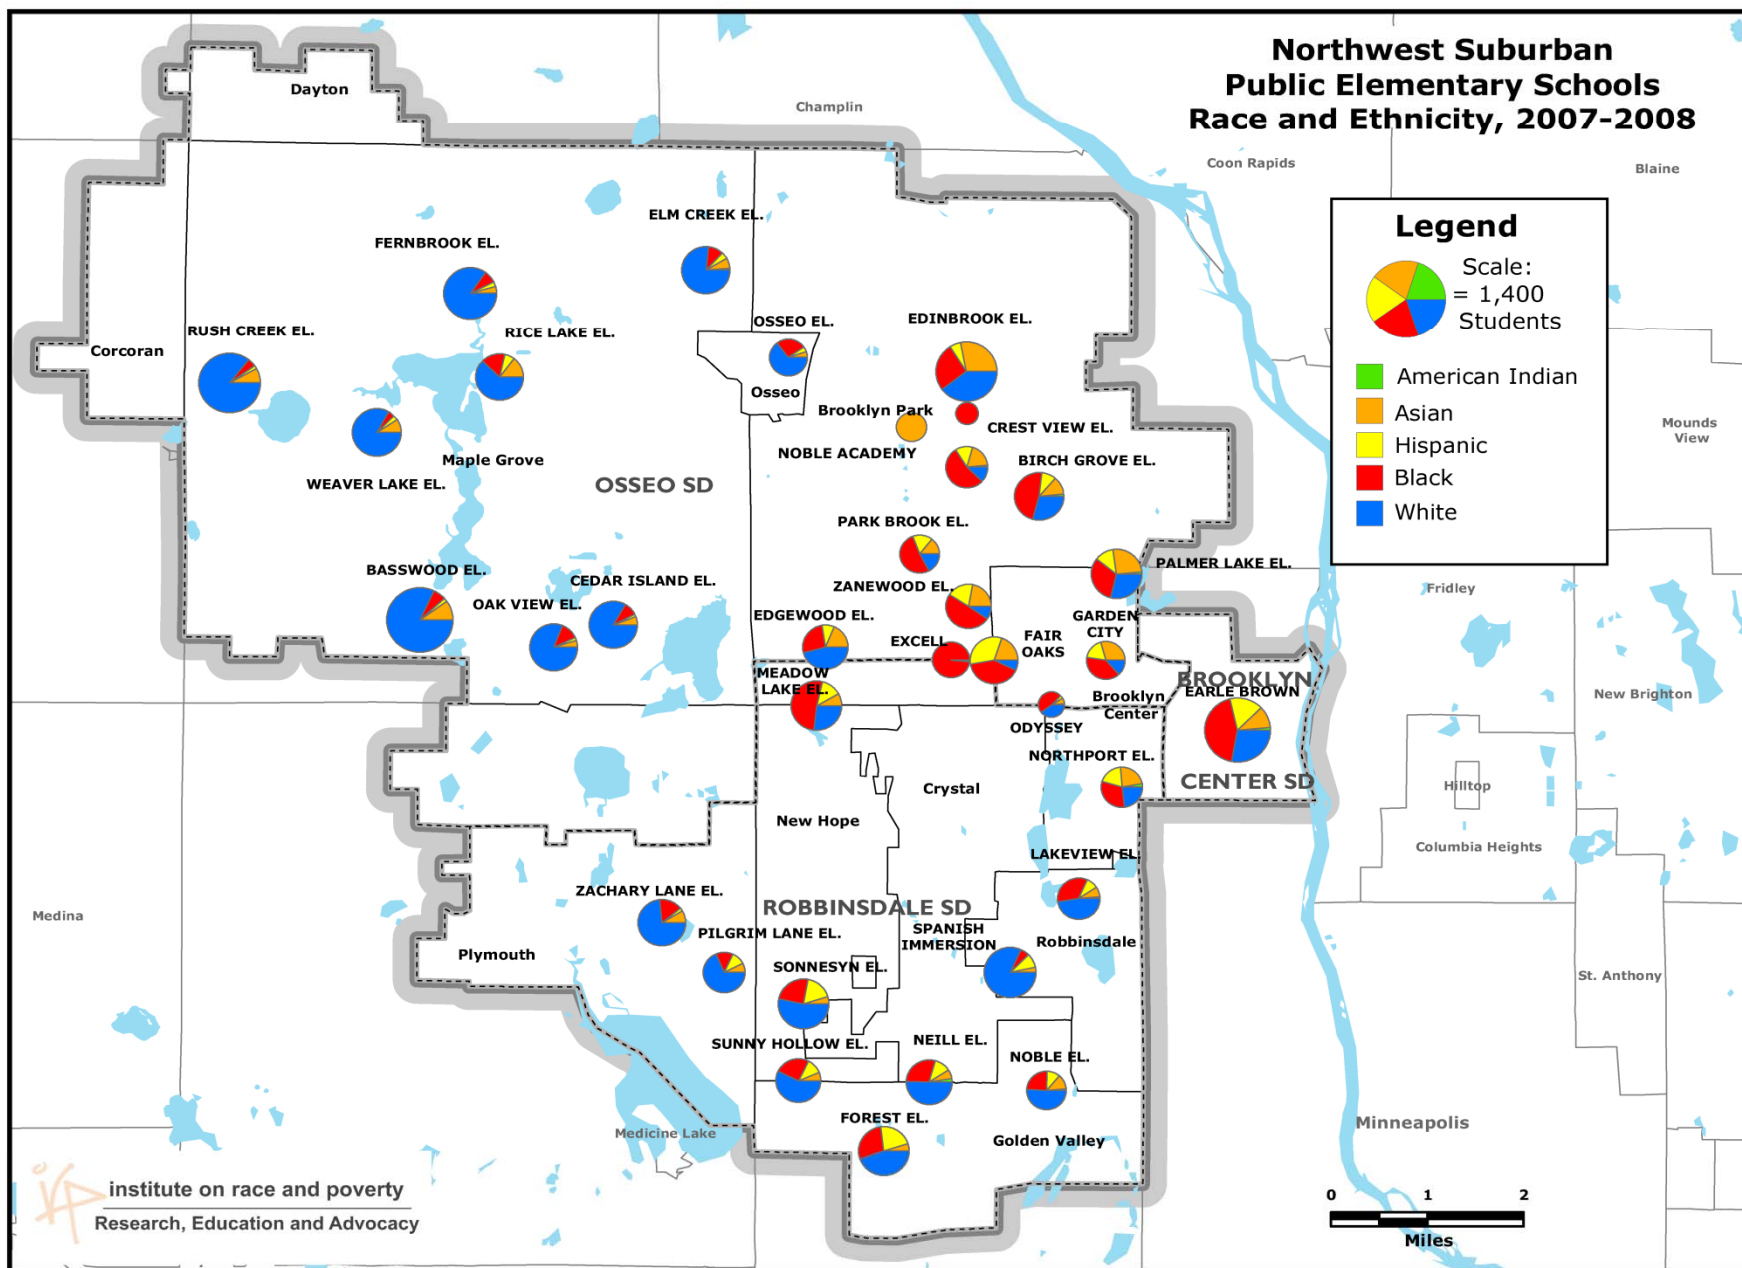 Northwest Suburban
Public Elementary Schools
Race and Ethnicity, 2007-2008
Dayton
Champlin
Coon Rapids
Blaine
Legend
Scale:
= 1,400
Students
American Indian
Asian
Hispanic
Black
White
ELM CREEK EL.
FERNBROOK EL.
RUSH CREEK EL.
RICE LAKE EL.
OSSEO EL.
EDINBROOK EL.
Corcoran
Osseo
Brooklyn Park
CREST VIEW EL.
Mounds
View
NOBLE ACADEMY
Maple Grove
BIRCH GROVE EL.
WEAVER LAKE EL.
OSSEO SD
PARK BROOK EL.
BASSWOOD EL.
CEDAR ISLAND EL.
PALMER LAKE EL.
OAK VIEW EL.
ZANEWOOD EL.
Fridley
EDGEWOOD EL.
GARDEN
CITY
EXCELL
FAIR
OAKS
MEADOW
LAKE EL.
BROOKLYN
EARLE BROWN
New Brighton
Brooklyn
Center
ODYSSEY
NORTHPORT EL.
CENTER SD
Hilltop
Crystal
New Hope
Columbia Heights
LAKEVIEW EL.
ZACHARY LANE EL.
ROBBINSDALE SD
Medina
PILGRIM LANE EL.
SPANISH
IMMERSION
Robbinsdale
Plymouth
SONNESYN EL.
St. Anthony
SUNNY HOLLOW EL.
NEILL EL.
NOBLE EL.
FOREST EL.
Medicine Lake
Golden Valley
Minneapolis
irp
institute on race and poverty
Research, Education and Advocacy
0 1 2
Miles